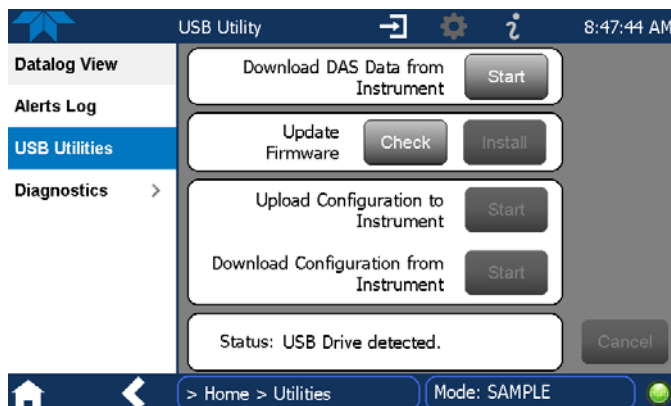 USB Utility
8:47:44 AM
Datalog View
Alerts Log
USB Utilities
Diagnostics >
Download DAS Data from
Instrument
Start
Update
Firmware
Check
Install
Upload Configuration to
Instrument
Start
Download Configuration from
Instrument
Start
Status: USB Drive detected.
Cancel
> Home > Utilities
Mode: SAMPLE